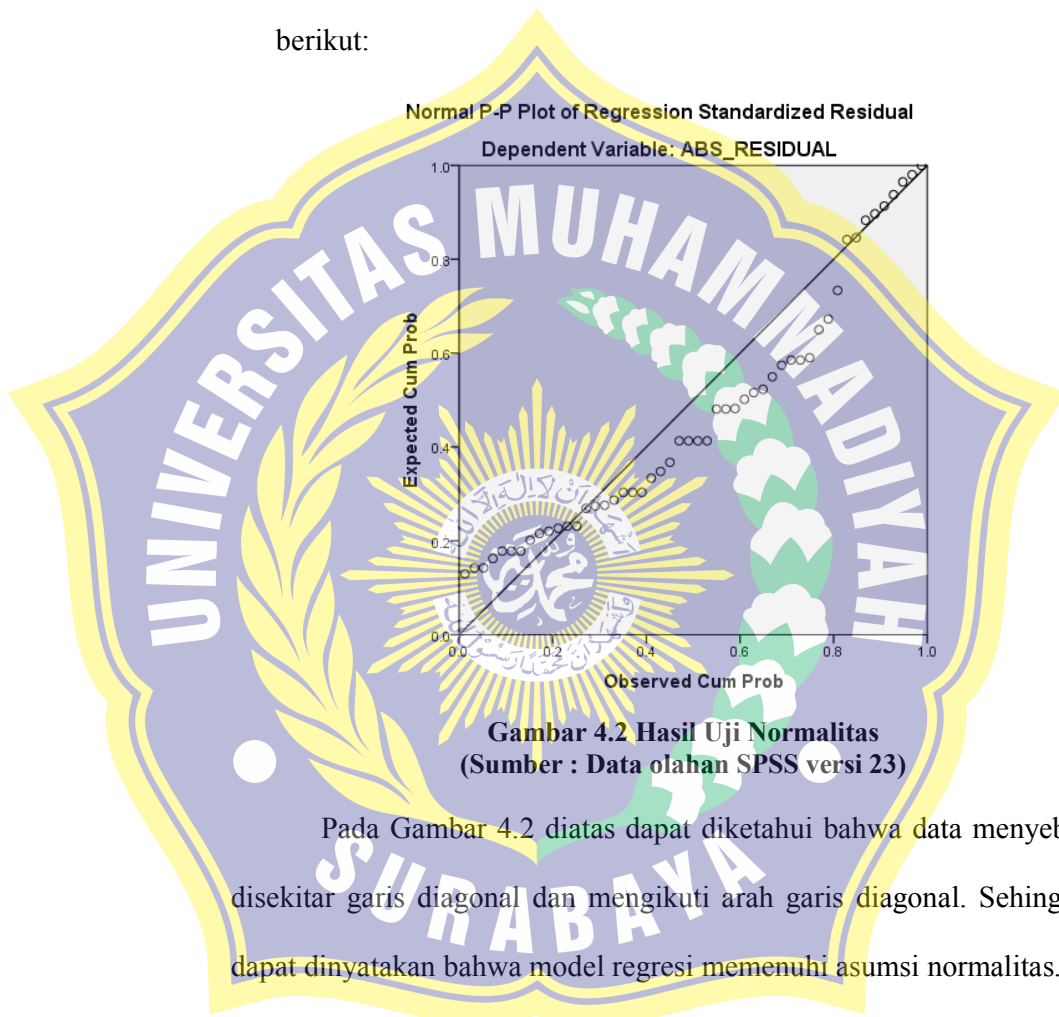 berikut:
Normal P-P Plot of Regression Standardized Residual
Dependent Variable: ABS_RESIDUAL
1.0
0.8
0.6
0.4
0.2
0.0
Expected Cum Prob
0.0 0.2 0.4 0.6 0.8 1.0
Observed Cum Prob
Gambar 4.2 Hasil Uji Normalitas
(Sumber : Data olahan SPSS versi 23)
Pada Gambar 4.2 diatas dapat diketahui bahwa data menyeb
disekitar garis diagonal dan mengikuti arah garis diagonal. Sehing
dapat dinyatakan bahwa model regresi memenuhi asumsi normalitas.
UNIVERSITAS MUHAMMADIYAH
SURABAYA